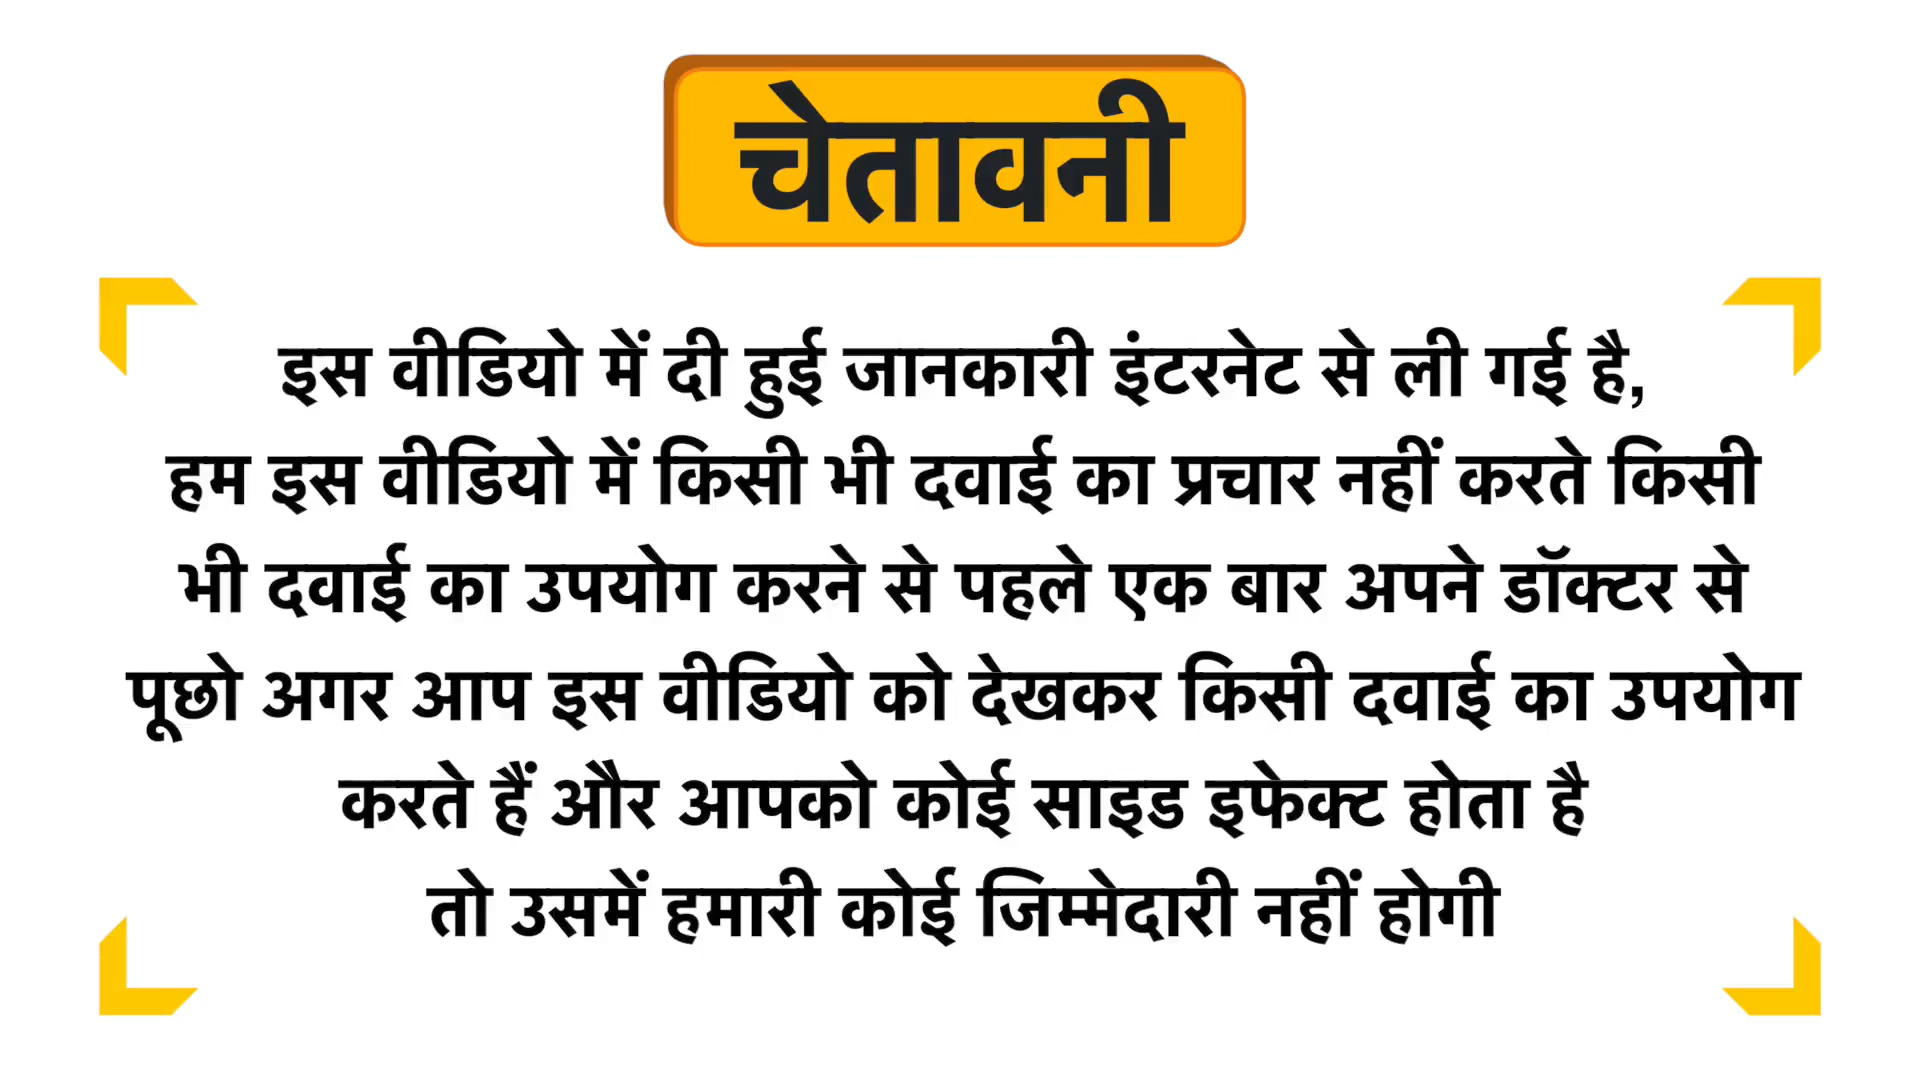 चेतावनी
इस वीडियो में दी हुई जानकारी इंटरनेट से ली गई है,
हम इस वीडियो में किसी भी दवाई का प्रचार नहीं करते किसी
भी दवाई का उपयोग करने से पहले एक बार अपने डॉक्टर से
पूछो अगर आप इस वीडियो को देखकर किसी दवाई का उपयोग
करते हैं और आपको कोई साइड इफेक्ट होता है
तो उसमें हमारी कोई जिम्मेदारी नहीं होगी